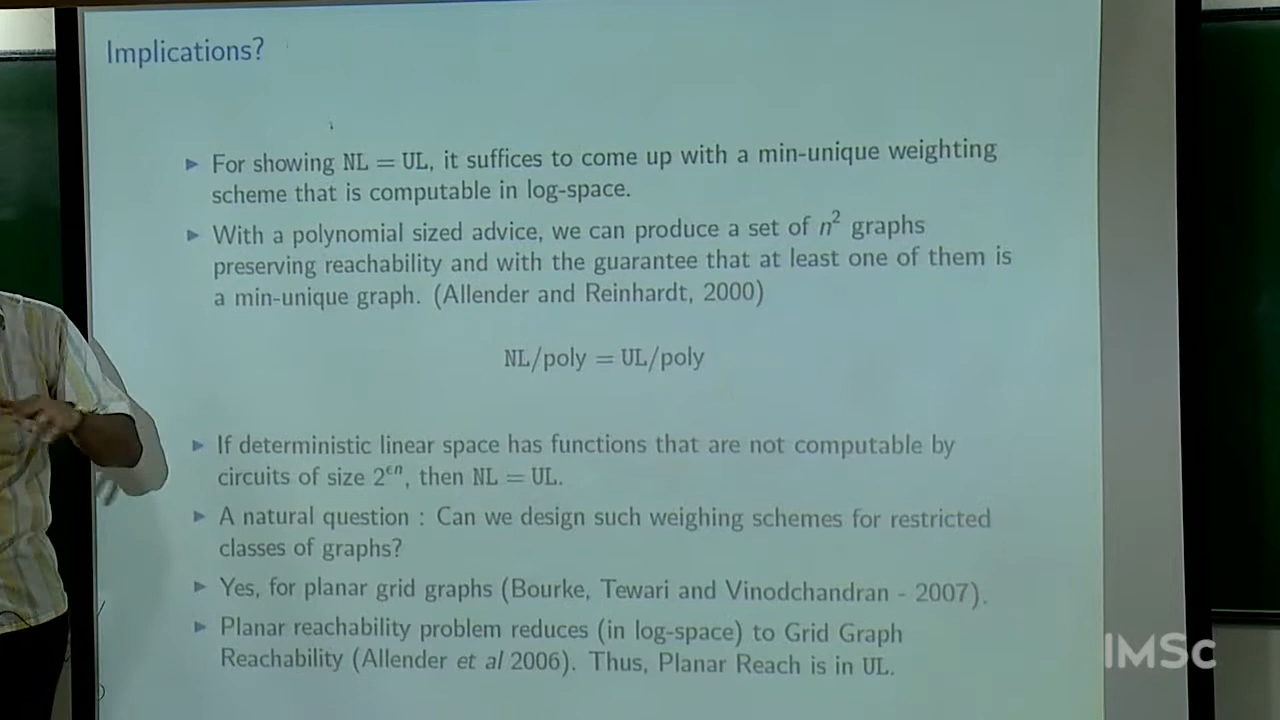 Implications?
▶ For showing NL = UL, it suffices to come up with a min-unique weighting
scheme that is computable in log-space.
▶ With a polynomial sized advice, we can produce a set of n² graphs
preserving reachability and with the guarantee that at least one of them is
a min-unique graph. (Allender and Reinhardt, 2000)
NL/poly = UL/poly
▶ If deterministic linear space has functions that are not computable by
circuits of size 2^{ϵn}, then NL = UL.
▶ A natural question : Can we design such weighing schemes for restricted
classes of graphs?
▶ Yes, for planar grid graphs (Bourke, Tewari and Vinodchandran - 2007).
▶ Planar reachability problem reduces (in log-space) to Grid Graph
Reachability (Allender et al 2006). Thus, Planar Reach is in UL.
IMSc